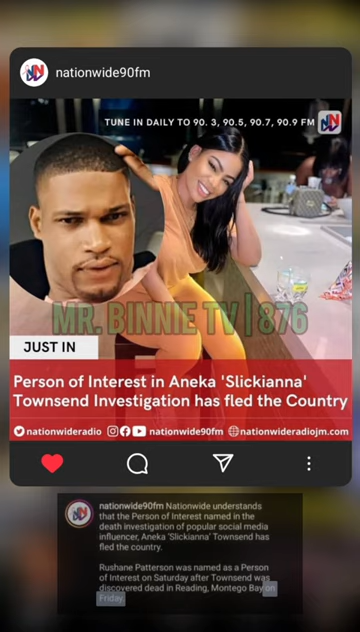 nationwide90fm
TUNE IN DAILY TO 90. 3, 90.5, 90.7, 90.9 FM
MR. BINNIE TV | 876
JUST IN
Person of Interest in Aneka 'Slickianna'
Townsend Investigation has fled the Country
nationwideradio nationwide90fm nationwideradiojm.com
nationwide90fm Nationwide understands
that the Person of Interest named in the
death investigation of popular social media
influencer, Aneka 'Slickianna' Townsend has
fled the country.
Rushane Patterson was named as a Person
of Interest on Saturday after Townsend was
discovered dead in Reading, Montego Bay on
Friday.